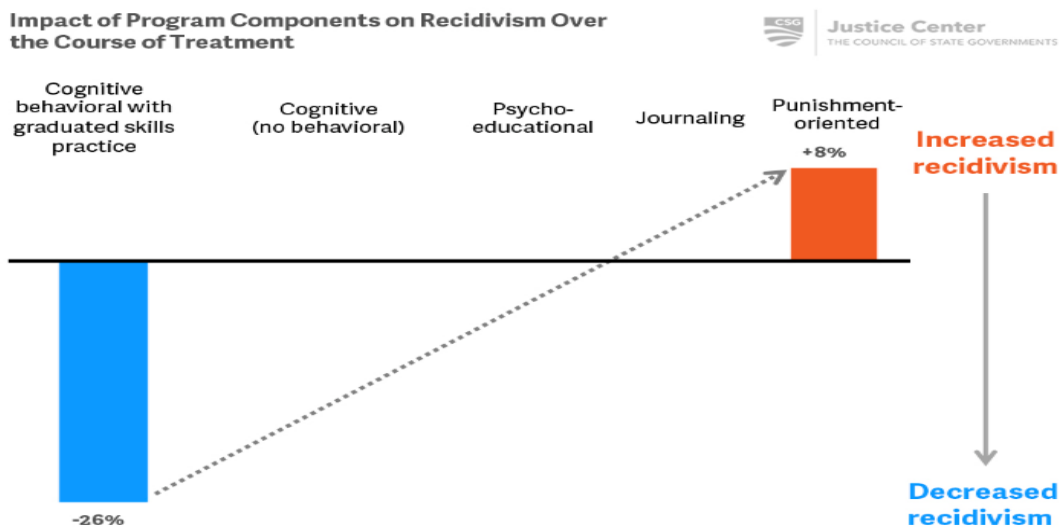 Impact of Program Components on Recidivism Over
the Course of Treatment
CSG
Justice Center
THE COUNCIL OF STATE GOVERNMENTS
Cognitive
behavioral with
graduated skills
practice
Cognitive
(no behavioral)
Psycho-
educational
Journaling
Punishment-
oriented
+8%
Increased
recidivism
-26%
Decreased
recidivism